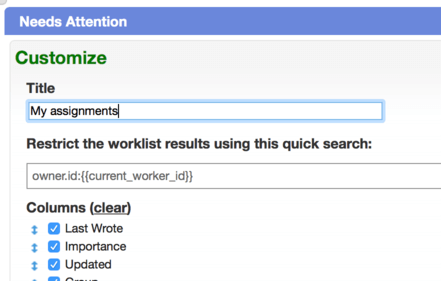 Needs Attention
Customize
Title
My assignments
Restrict the worklist results using this quick search:
owner.id:{{current_worker_id}}
Columns (clear)
Last Wrote
Importance
Updated